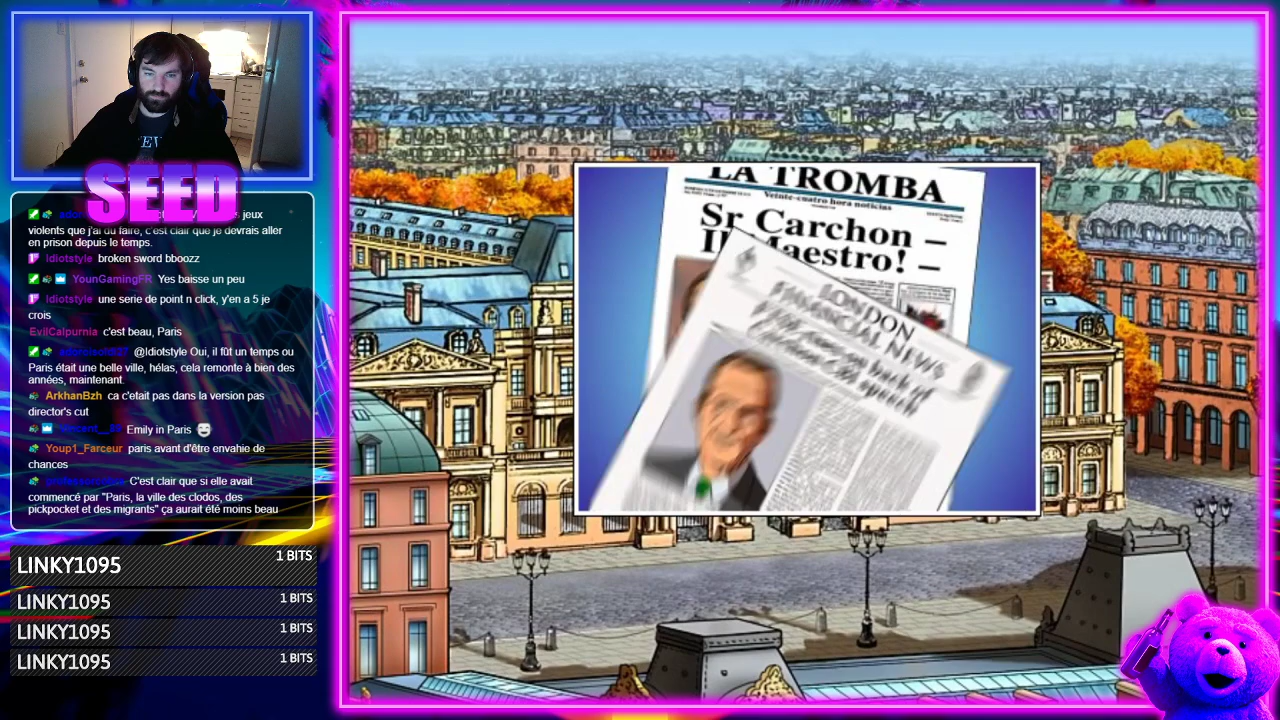 SEED
jeux
violents que j'ai du faire, c'est clair que je devrais aller
en prison depuis le temps.
Idiotstyle broken sword bboozz
YounGamingFR Yes baisse un peu
Idiotstyle une serie de point n click, y'en a 5 je
crois
EvilCalpurnia c'est beau, Paris
@Idiotstyle Oui, il fût un temps ou
Paris était une belle ville, hélas, cela remonte à bien des
années, maintenant.
ArkhanBzh ca c'etait pas dans la version pas
director's cut
Emily in Paris
Youp1_Farceur paris avant d'être envahie de
chances
C'est clair que si elle avait
commencé par "Paris, la ville des clodos, des
pickpocket et des migrants" ça aurait été moins beau
LINKY1095 1 BITS
LINKY1095 1 BITS
LINKY1095 1 BITS
LINKY1095 1 BITS
LA TROMBA
Veinte-cuatro hora noticias
Sr Carchon –
Il Maestro! –
LONDON
FINANCIAL NEWS
speech